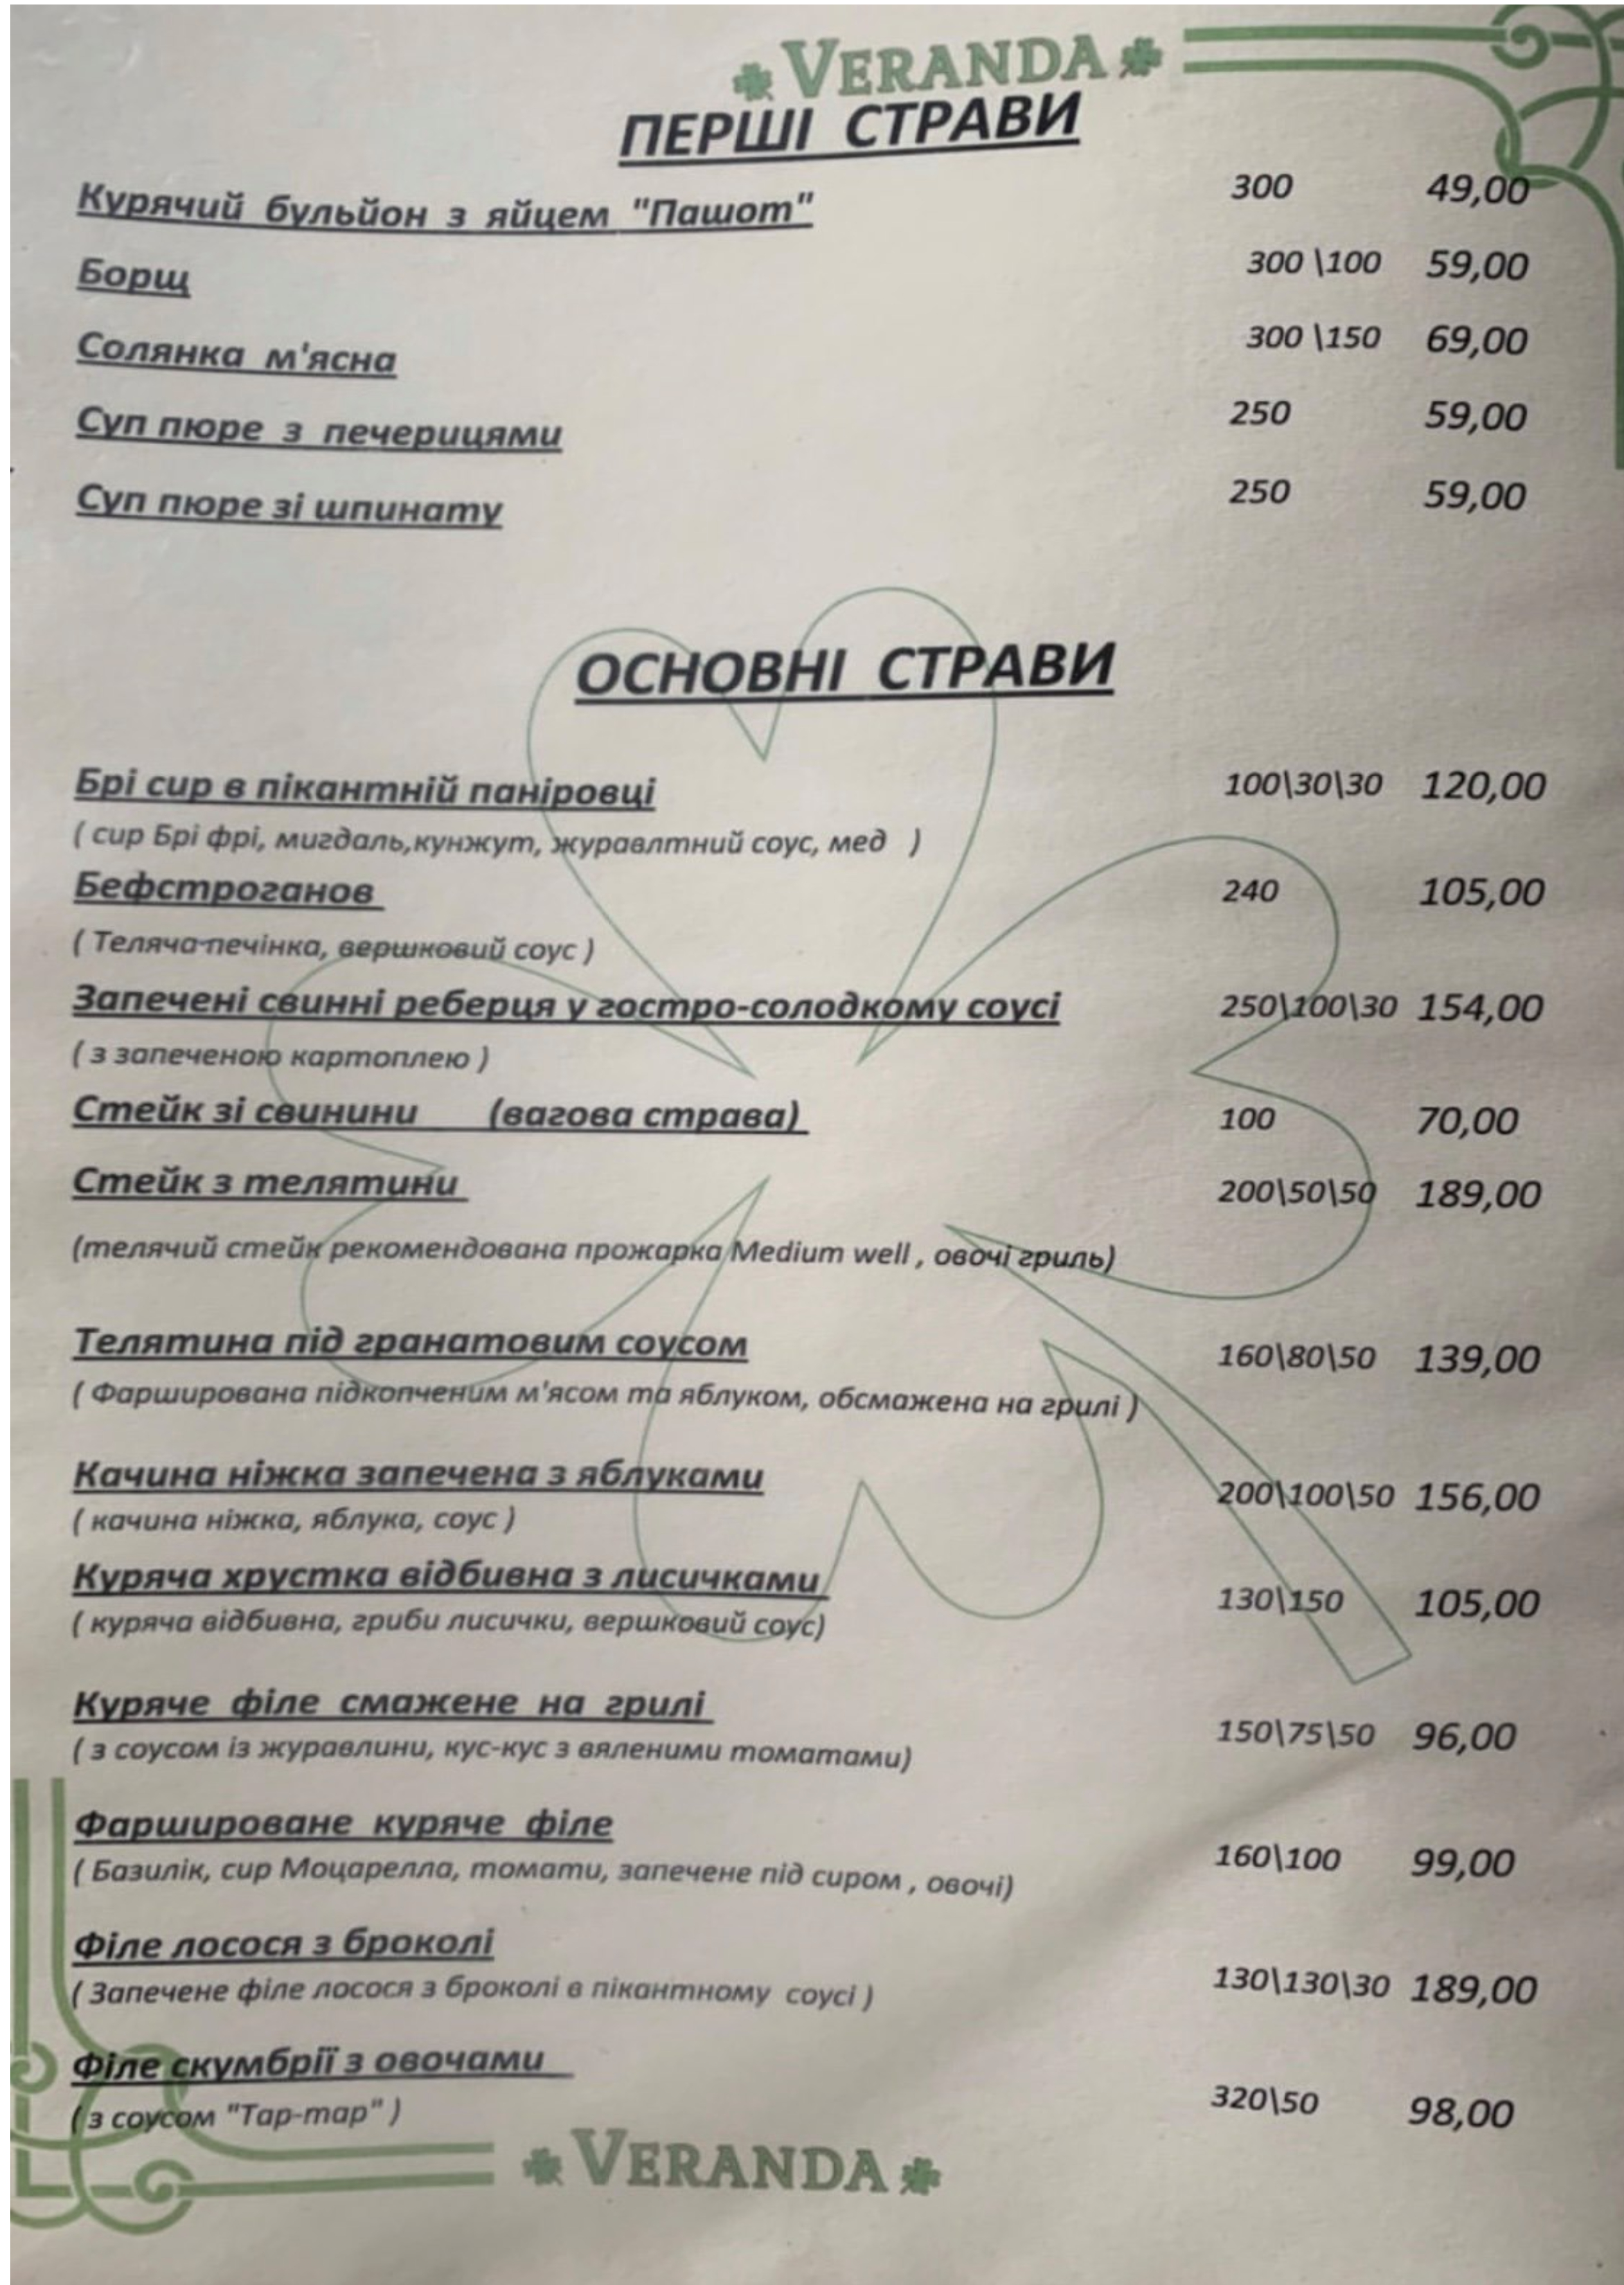 VERANDA
ПЕРШІ СТРАВИ
Курячий бульйон з яйцем "Пашот" 300 49,00
Борщ 300 \100 59,00
Солянка м'ясна 300 \150 69,00
Суп пюре з печерицями 250 59,00
Суп пюре зі шпинату 250 59,00
ОСНОВНІ СТРАВИ
Брі сир в пікантній паніровці 100\30\30 120,00
( сир Брі фрі, мигдаль,кунжут, журавлтний соус, мед )
Бефстроганов 240 105,00
( Теляча печінка, вершковий соус )
Запечені свинні реберця у гостро-солодкому соусі 250\100\30 154,00
( з запеченою картоплею )
Стейк зі свинини (вагова страва) 100 70,00
Стейк з телятини 200\50\50 189,00
(телячий стейк рекомендована прожарка Medium well , овочі гриль)
Телятина під гранатовим соусом 160\80\50 139,00
( Фарширована підкопченим м'ясом та яблуком, обсмажена на грилі )
Качина ніжка запечена з яблуками 200\100\50 156,00
( качина ніжка, яблука, соус )
Куряча хрустка відбивна з лисичками 130\150 105,00
( куряча відбивна, гриби лисички, вершковий соус)
Куряче філе смажене на грилі 150\75\50 96,00
( з соусом із журавлини, кус-кус з вяленими томатами)
Фаршироване куряче філе 160\100 99,00
( Базилік, сир Моцарелла, томати, запечене під сиром , овочі)
Філе лосося з броколі 130\130\30 189,00
( Запечене філе лосося з броколі в пікантному соусі )
Філе скумбрії з овочами 320\50 98,00
( з соусом "Тар-тар" )
VERANDA